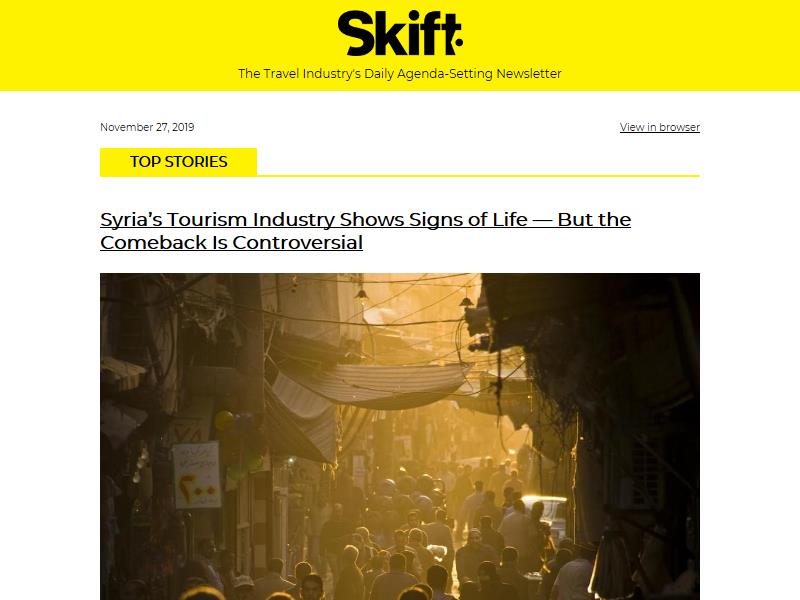 Skift
The Travel Industry's Daily Agenda-Setting Newsletter
November 27, 2019
View in browser
TOP STORIES
Syria’s Tourism Industry Shows Signs of Life — But the
Comeback Is Controversial
٢٠٠